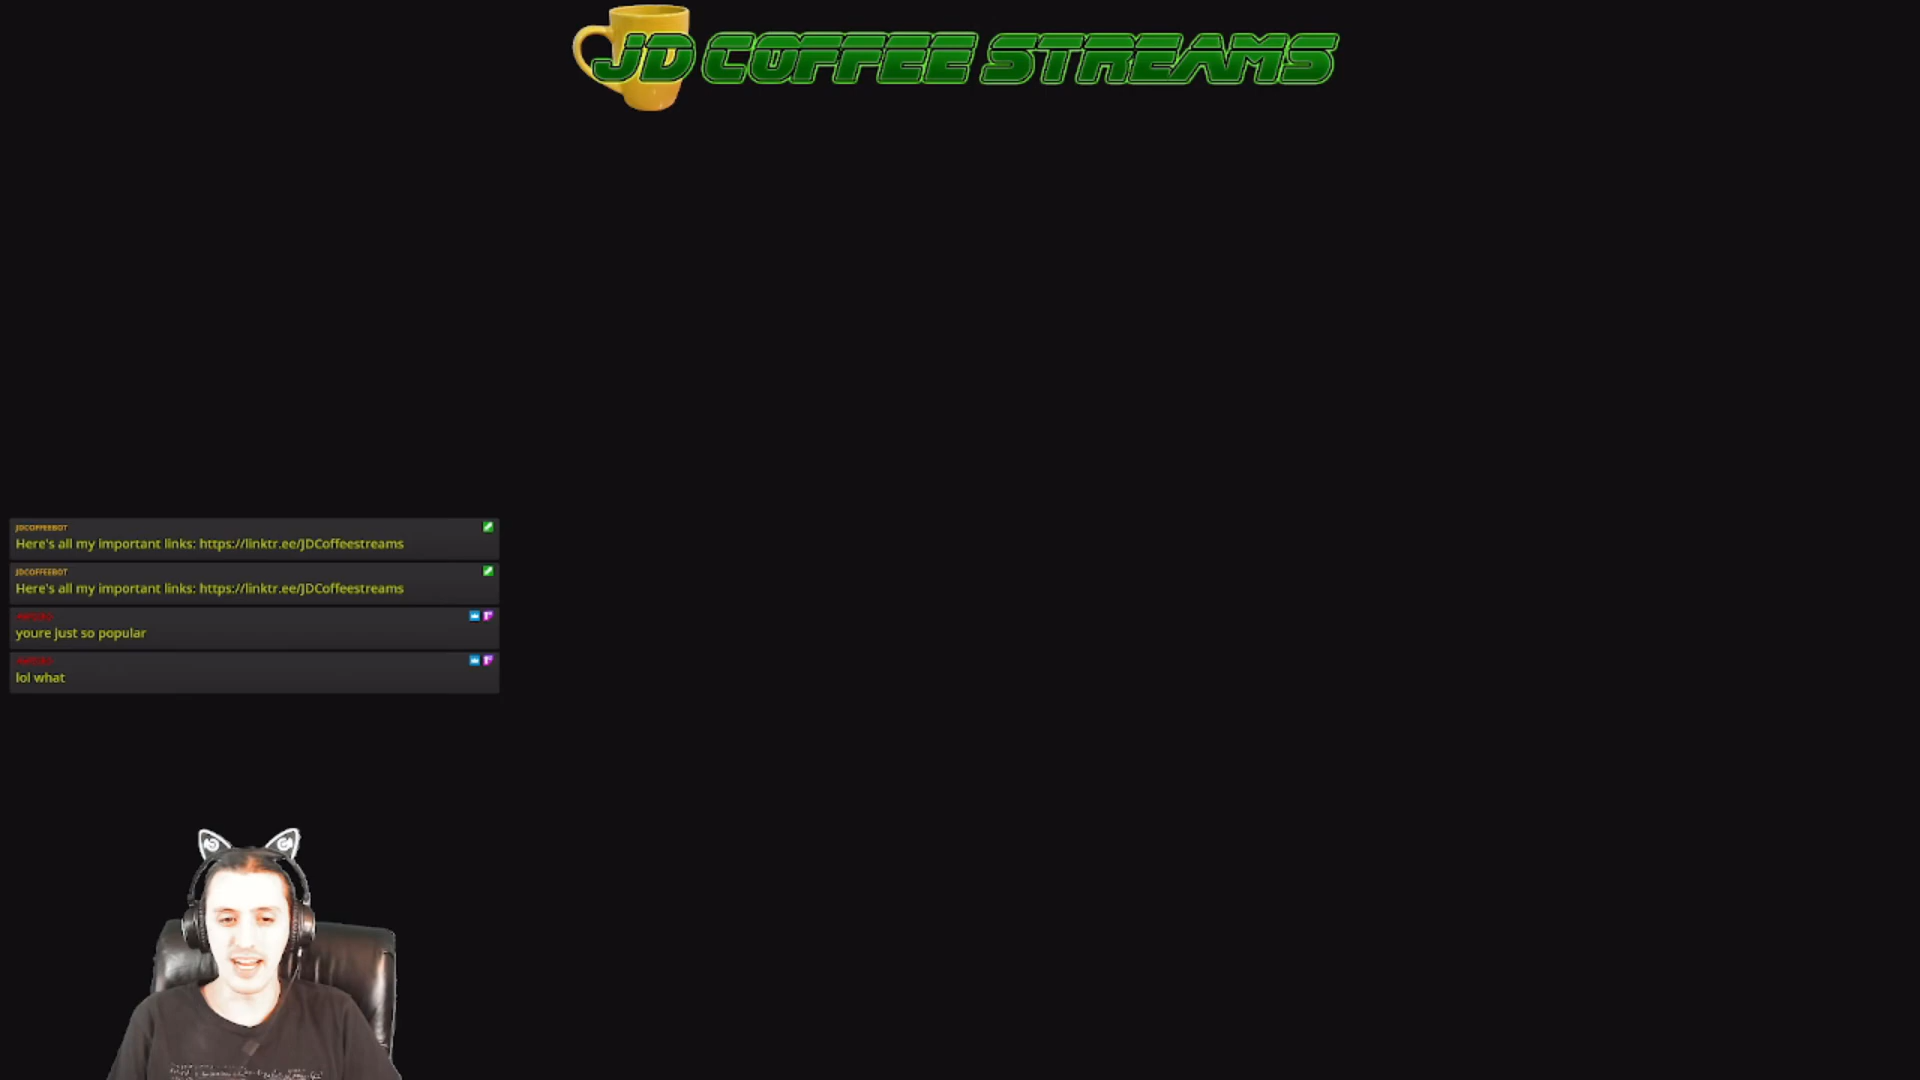 JD COFFEE STREAMS
JDCOFFEEBOT
Here's all my important links: https://linktr.ee/JDCoffeestreams
JDCOFFEEBOT
Here's all my important links: https://linktr.ee/JDCoffeestreams
youre just so popular
lol what